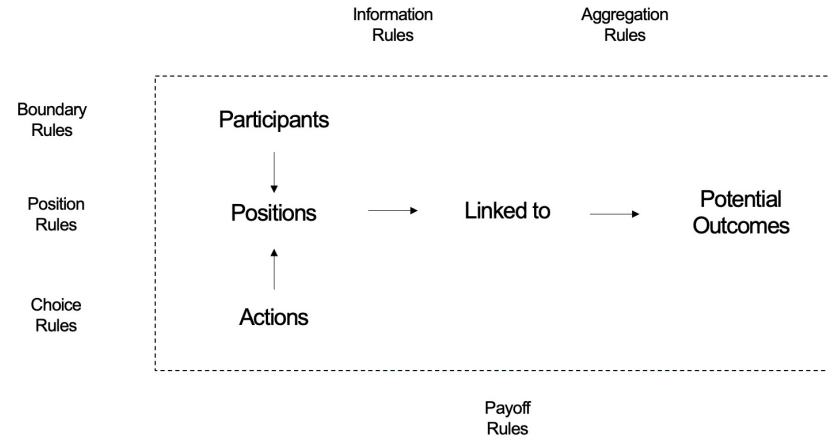 Information
Rules
Aggregation
Rules
Boundary
Rules
Participants
Position
Rules
Positions
Linked to
Potential
Outcomes
Choice
Rules
Actions
Payoff
Rules